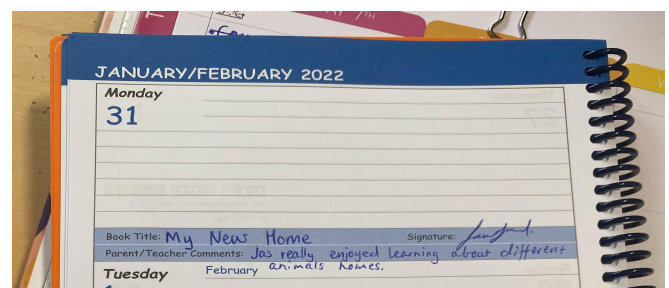 JANUARY/FEBRUARY 2022
Monday
31
Book Title: My New Home Signature:
Parent/Teacher Comments: Jas really enjoyed learning about different
animals homes.
Tuesday February